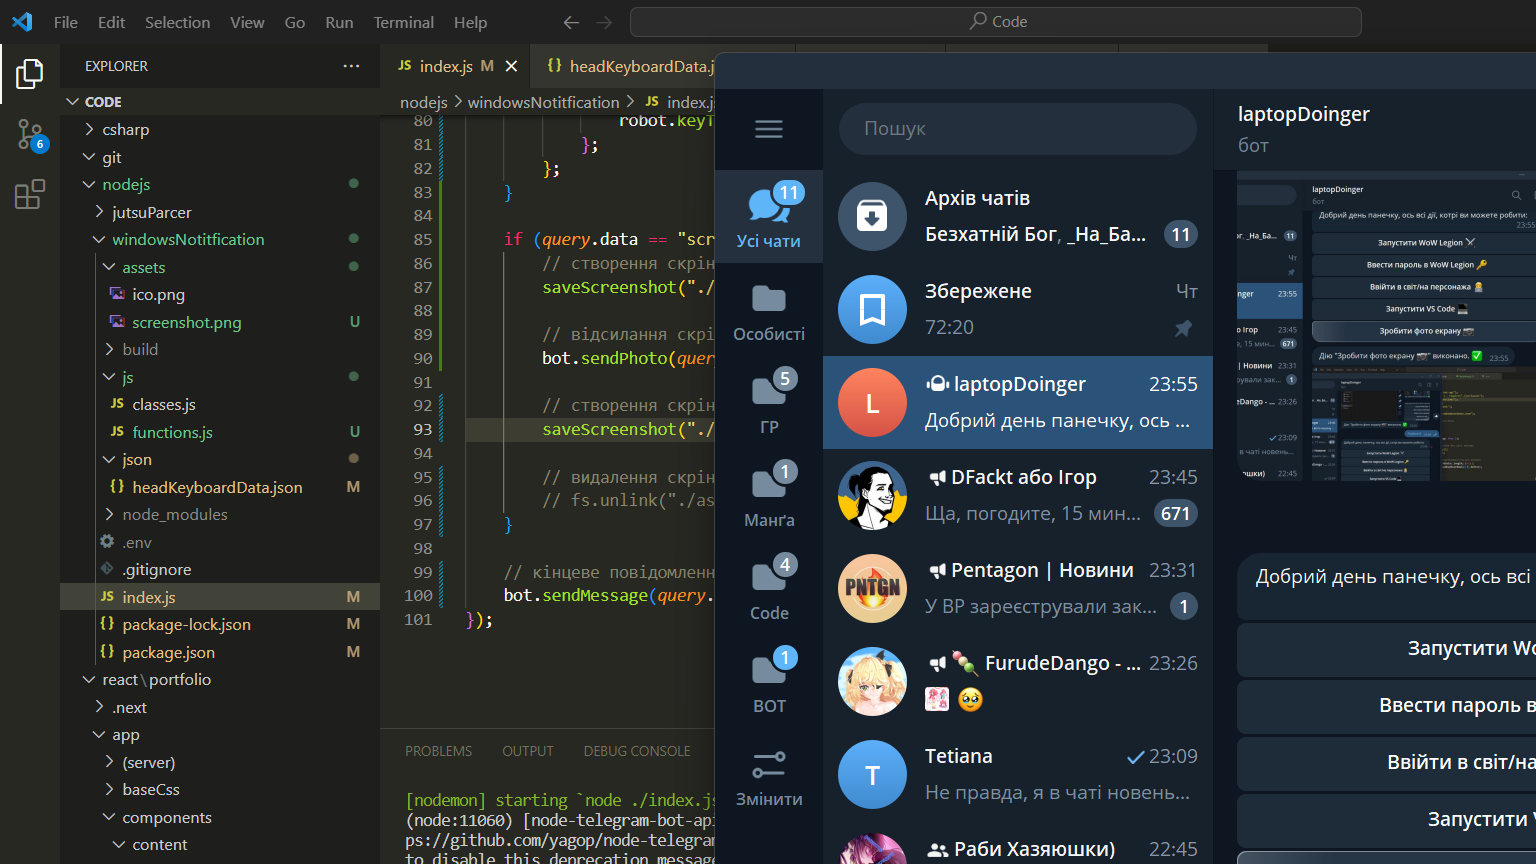 File Edit Selection View Go Run Terminal Help
Code
EXPLORER
CODE
csharp
git
nodejs
jutsuParcer
windowsNotitfication
assets
ico.png
screenshot.png U
build
js
classes.js
functions.js U
json
headKeyboardData.json M
node_modules
.env
.gitignore
index.js M
package-lock.json M
package.json M
react\portfolio
.next
app
(server)
baseCss
components
content
6
JS index.js M
{} headKeyboardData.j
nodejs > windowsNotitfication > JS index.js
80 robot.keyT
81 };
82 };
83 }
84
85 if (query.data == "scr
86 // створення скрін
87 saveScreenshot("./
88
89 // відсилання скрі
90 bot.sendPhoto(quer
91
92 // створення скрін
93 saveScreenshot("./
94
95 // видалення скрін
96 // fs.unlink("./as
97 }
98
99 // кінцеве повідомлен
100 bot.sendMessage(query.
101 });
PROBLEMS OUTPUT DEBUG CONSOLE
[nodemon] starting `node ./index.js
(node:11060) [node-telegram-bot-api
ps://github.com/yagop/node-telegram
to disable this deprecation message
11
Усі чати
Особисті
5
ГР
1
Манґа
4
Code
1
BOT
Змінити
Пошук
Архів чатів
Безхатній Бог, _На_Ба... 11
Збережене Чт
72:20
L
laptopDoinger 23:55
Добрий день панечку, ось ...
DFackt або Ігор 23:45
Ща, погодите, 15 мин... 671
PNTGN
Pentagon | Новини 23:31
У ВР зареєстрували зак... 1
FurudeDango - ... 23:26
T
Tetiana 23:09
Не правда, я в чаті новень...
Раби Хазяюшки) 22:45
laptopDoinger
бот
laptopDoinger
бот
Добрий день панечку, ось всі дії, котрі ви можете робити:
23:55
Запустити WoW Legion
Ввести пароль в WoW Legion
Ввійти в світ/на персонажа
Запустити VS Code
Зробити фото екрану
Дію "Зробити фото екрану" виконано. 23:55
Добрий день панечку, ось всі
Запустити Wo
Ввести пароль в
Ввійти в світ/на
Запустити V